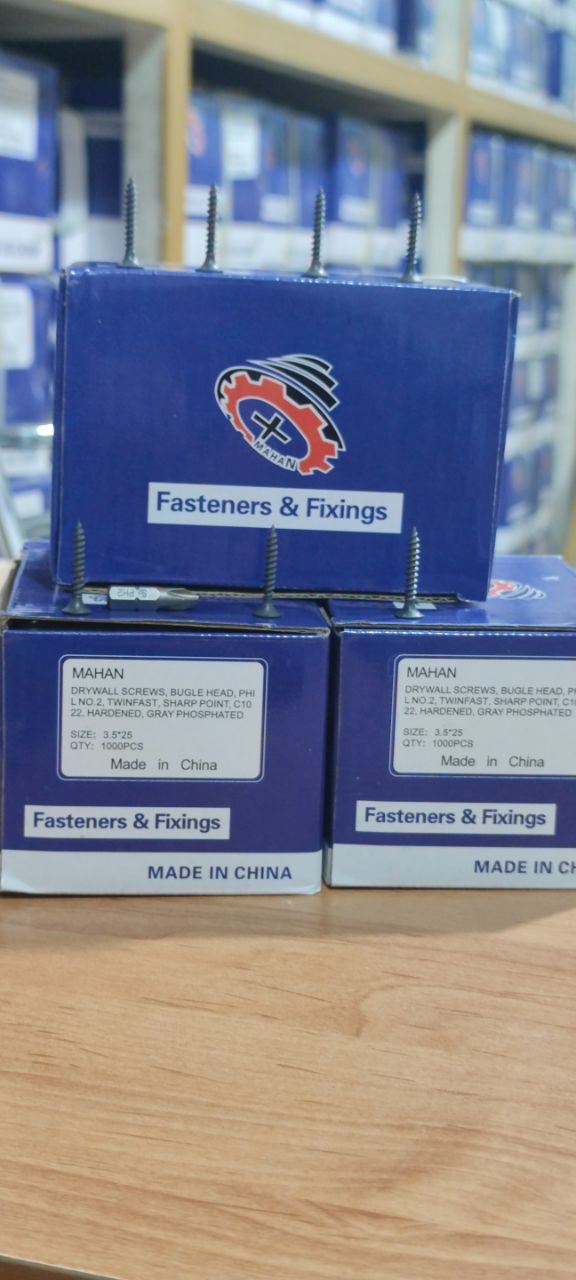 MAHAN
Fasteners & Fixings
PH2
MAHAN
DRYWALL SCREWS, BUGLE HEAD, PHI
L NO.2, TWINFAST, SHARP POINT, C10
22, HARDENED, GRAY PHOSPHATED
SIZE: 3.5*25
QTY: 1000PCS
Made in China
Fasteners & Fixings
MADE IN CHINA
MAHAN
DRYWALL SCREWS, BUGLE HEAD, PH
L NO.2, TWINFAST, SHARP POINT, C
22, HARDENED, GRAY PHOSPHATED
SIZE: 3.5*25
QTY: 1000PCS
Made in China
Fasteners & Fixings
MADE IN CH